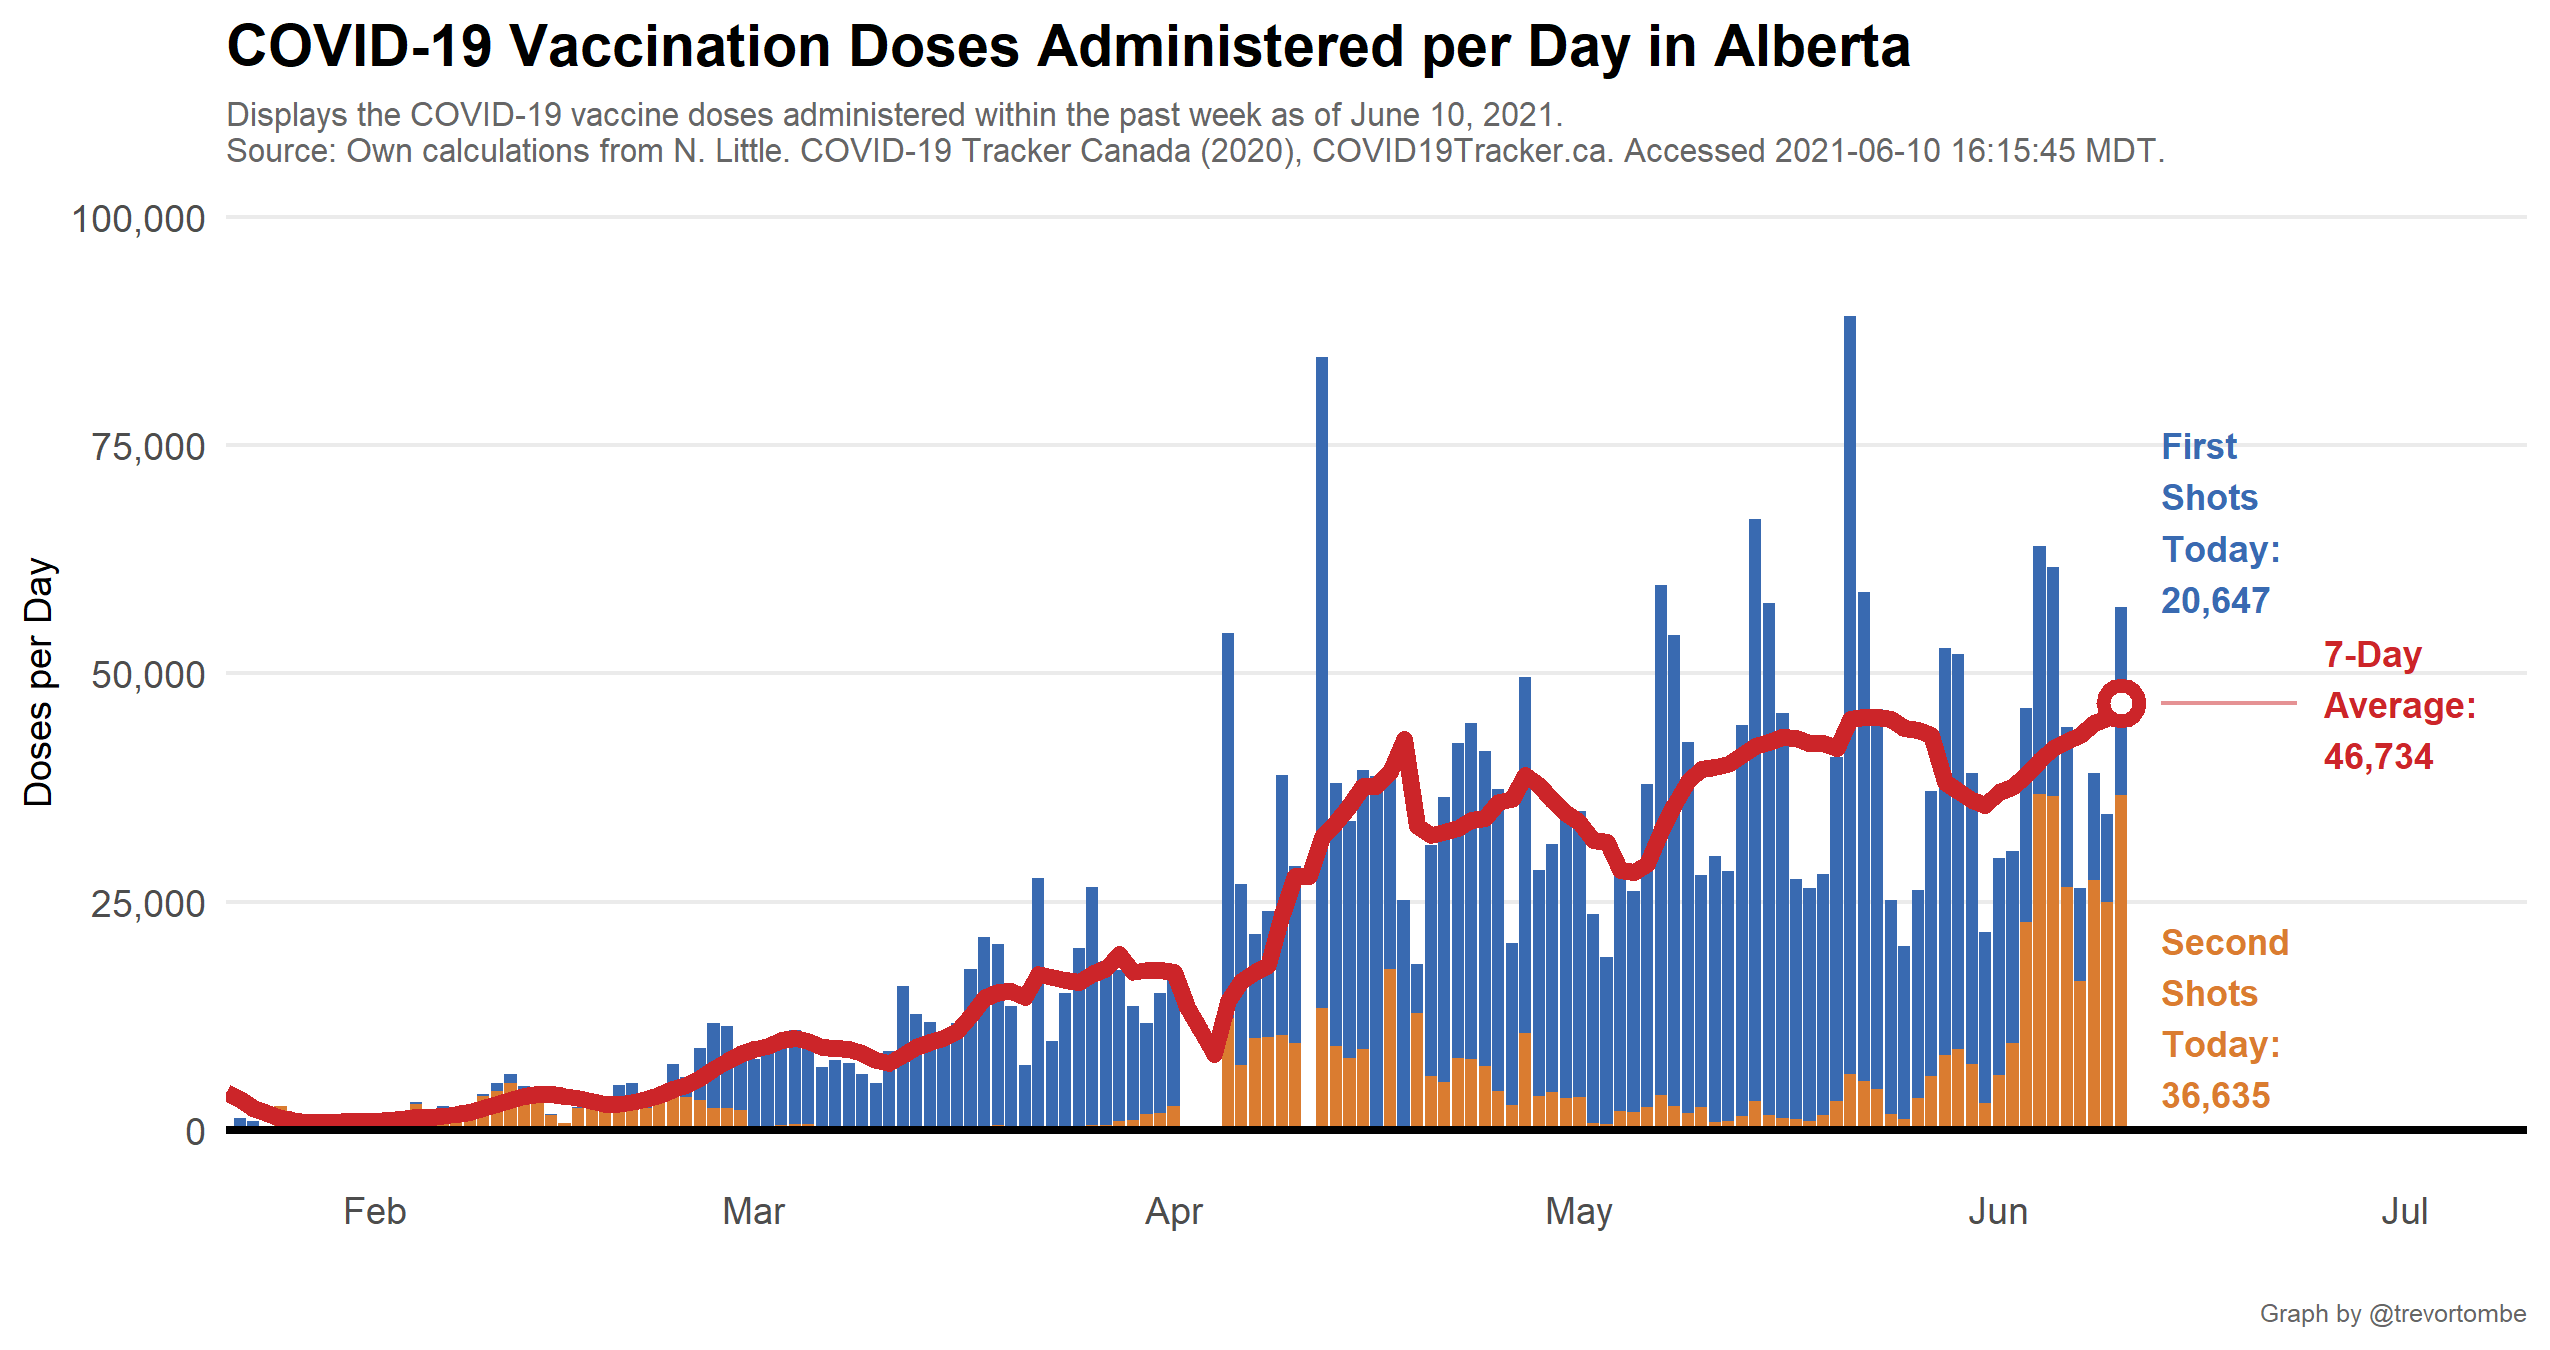 COVID-19 Vaccination Doses Administered per Day in Alberta
Displays the COVID-19 vaccine doses administered within the past week as of June 10, 2021.
Source: Own calculations from N. Little. COVID-19 Tracker Canada (2020), COVID19Tracker.ca. Accessed 2021-06-10 16:15:45 MDT.
Doses per Day
100,000
75,000
50,000
25,000
0
First
Shots
Today:
20,647
7-Day
Average:
46,734
Second
Shots
Today:
36,635
Feb
Mar
Apr
May
Jun
Jul
Graph by @trevortombe